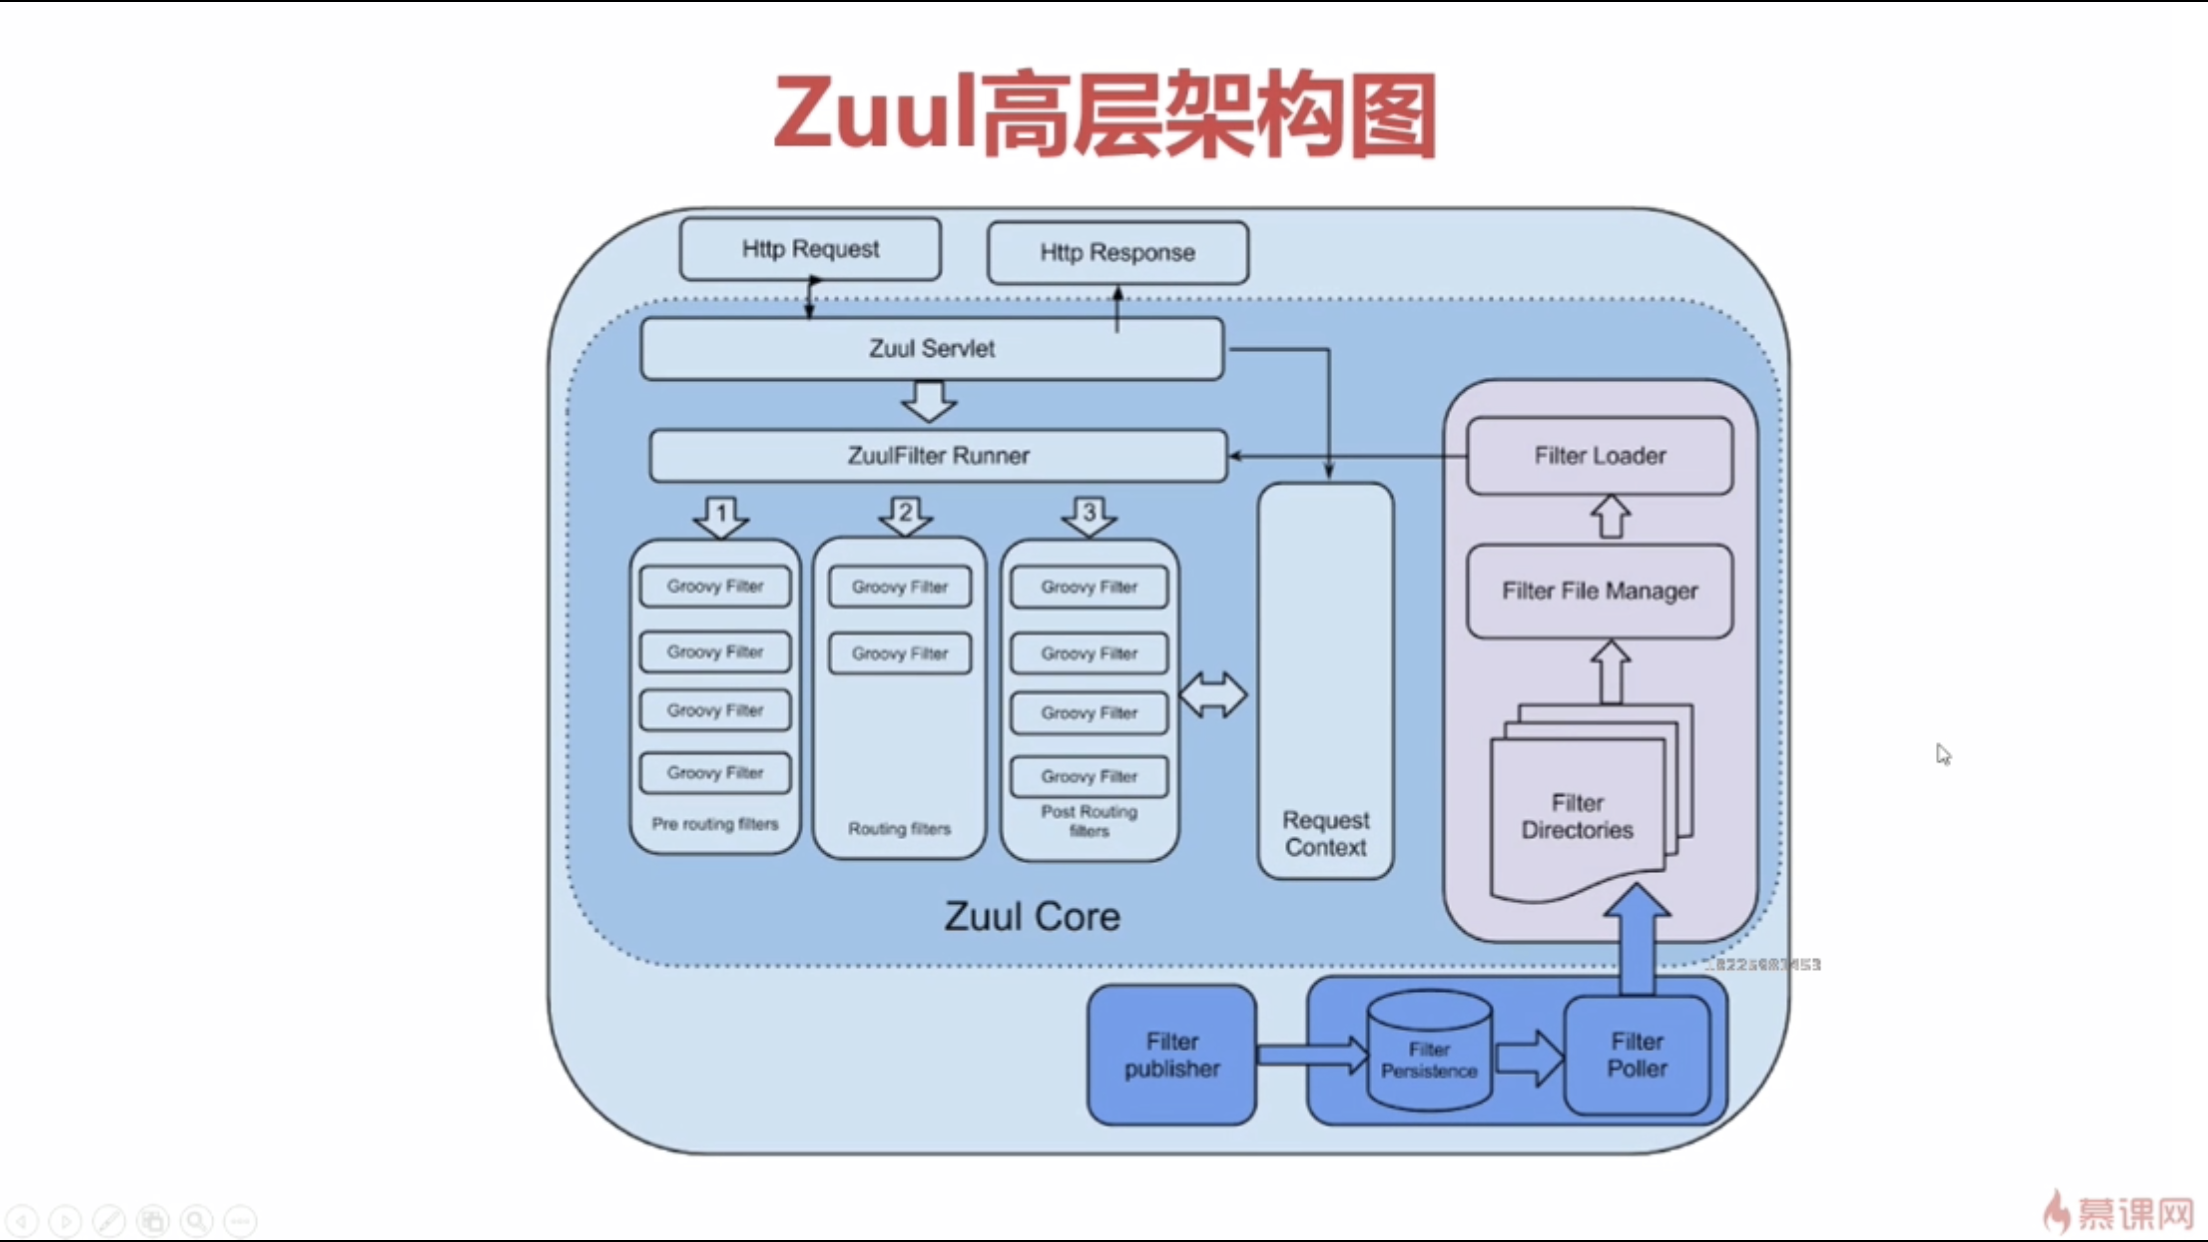 Zuul高层架构图
Http Request
Http Response
Zuul Servlet
ZuulFilter Runner
Filter Loader
1
2
3
Groovy Filter
Groovy Filter
Groovy Filter
Groovy Filter
Pre routing filters
Groovy Filter
Groovy Filter
Routing filters
Groovy Filter
Groovy Filter
Groovy Filter
Groovy Filter
Post Routing
filters
Request
Context
Filter File Manager
Filter
Directories
Zuul Core
Filter
publisher
Filter
Persistence
Filter
Poller
慕课网